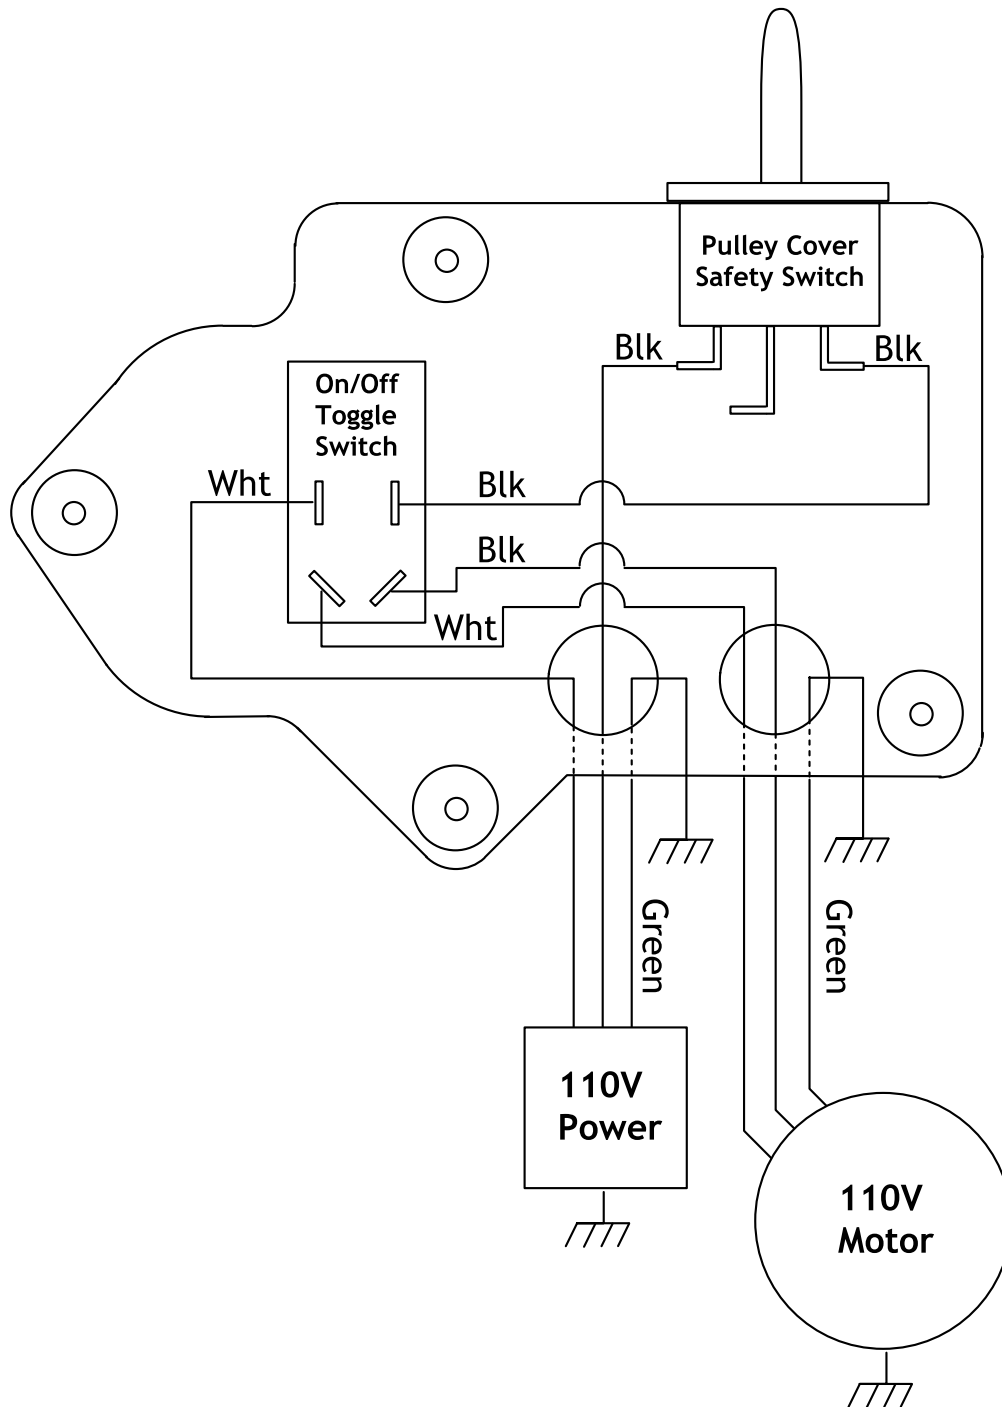 Pulley Cover
Safety Switch
Blk
Blk
On/Off
Toggle
Switch
Wht
Blk
Blk
Wht
Green
Green
110V
Power
110V
Motor